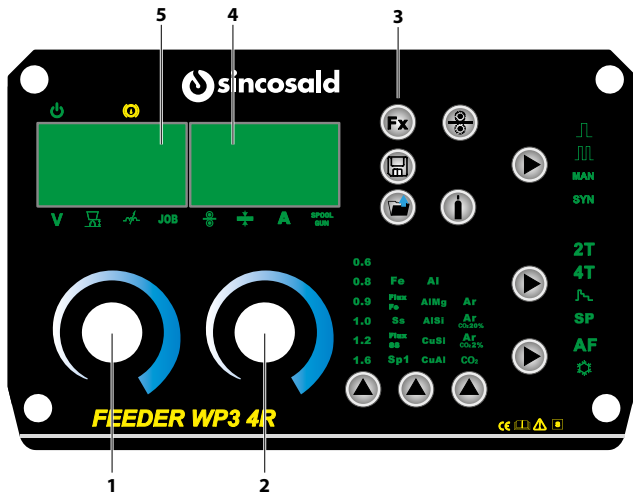 5 4 3
sincosald
Fx
MAN
SYN
V JOB A SPOOL GUN
2T
4T
SP
AF
0.6
0.8 Fe Al
0.9 Flux Fe AlMg Ar
1.0 Ss AlSi Ar CO₂20%
1.2 Flux SS CuSi Ar CO₂2%
1.6 Sp1 CuAl CO₂
FEEDER WP3 4R
CE
1 2